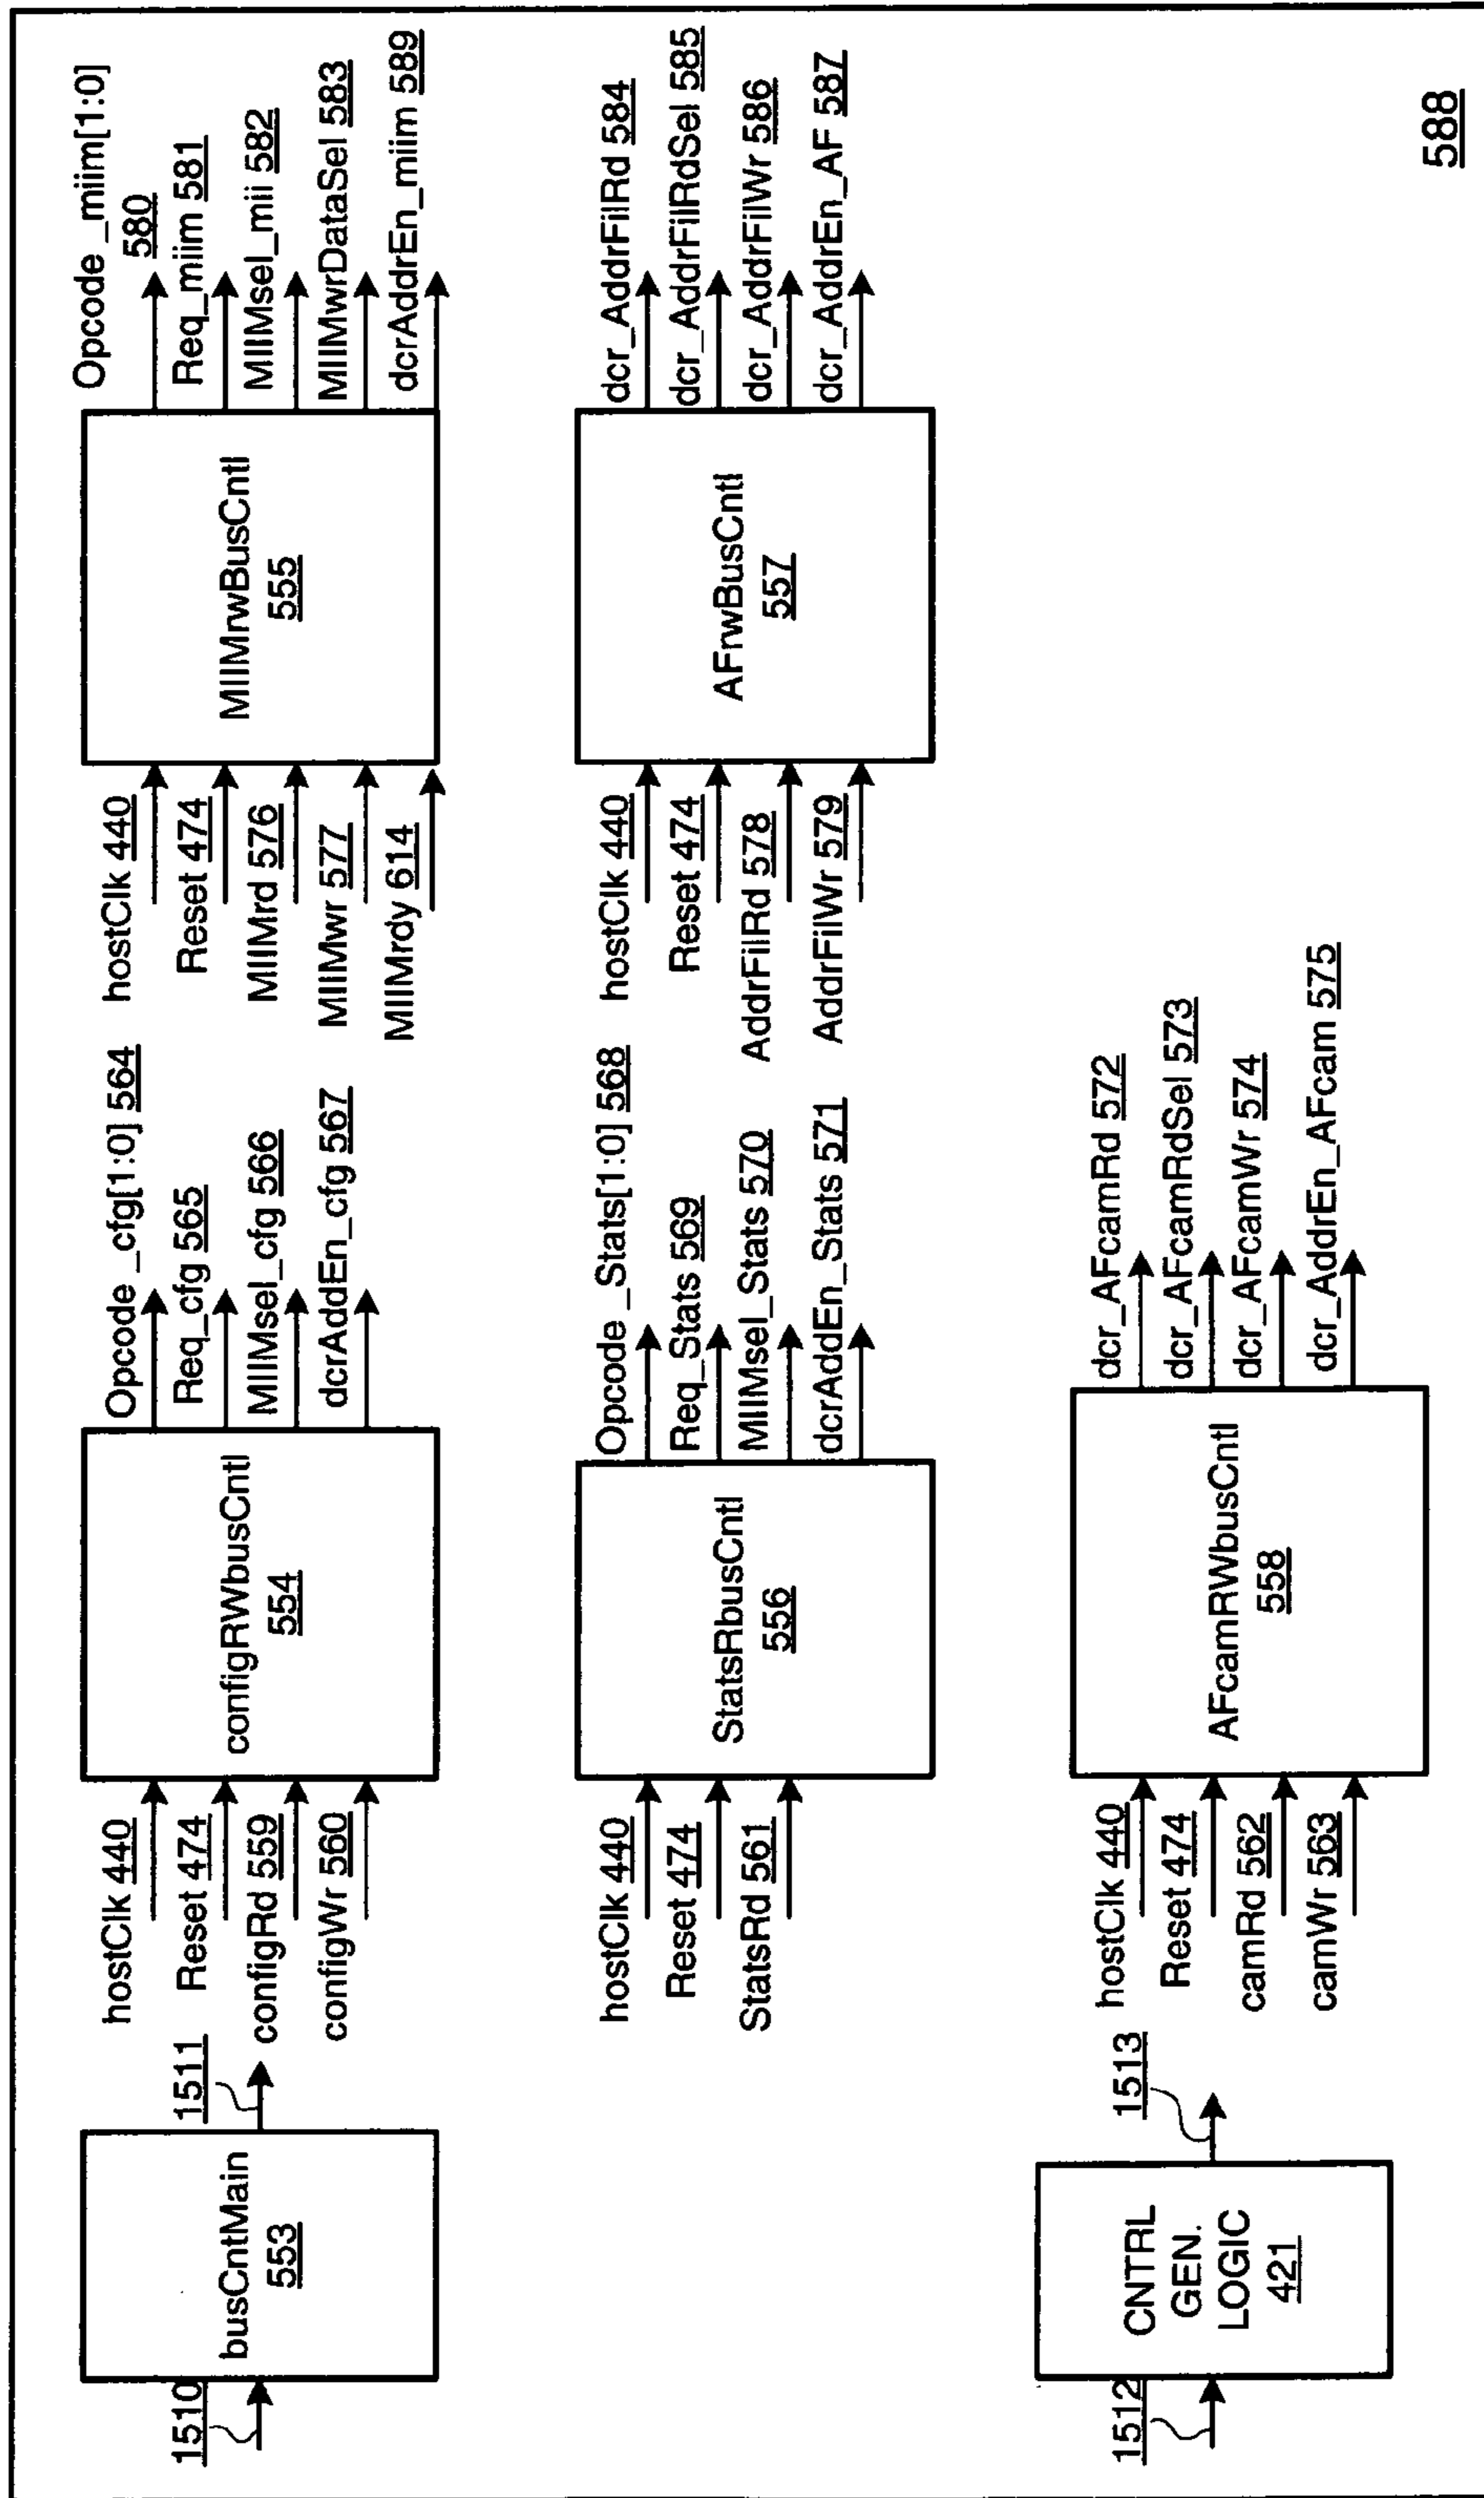 busCntMain
553
1510
1511
hostClk 440
Reset 474
configRd 559
configWr 560
configRWbusCntl
554
Opcode _cfg[1:0] 564
Req_cfg 565
MIIMsel_cfg 566
dcrAddEn_cfg 567
hostClk 440
Reset 474
MIIMrd 576
MIIMwr 577
MIIMrdy 614
MIIMrwBusCntl
555
Opcode _miim[1:0]
580
Req_miim 581
MIIMsel_mii 582
MIIMwrDataSel 583
dcrAddrEn_miim 589
hostClk 440
Reset 474
StatsRd 561
StatsRbusCntl
556
Opcode _Stats[1:0] 568
Req_Stats 569
MIIMsel_Stats 570
dcrAddEn_Stats 571
hostClk 440
Reset 474
AddrFilRd 578
AddrFilWr 579
AFrwBusCntl
557
dcr_AddrFilRd 584
dcr_AddrFilRdSel 585
dcr_AddrFilWr 586
dcr_AddrEn_AF 587
1512
CNTRL
GEN.
LOGIC
421
1513
hostClk 440
Reset 474
camRd 562
camWr 563
AFcamRWbusCntl
558
dcr_AFcamRd 572
dcr_AFcamRdSel 573
dcr_AFcamWr 574
dcr_AddrEn_AFcam 575
588